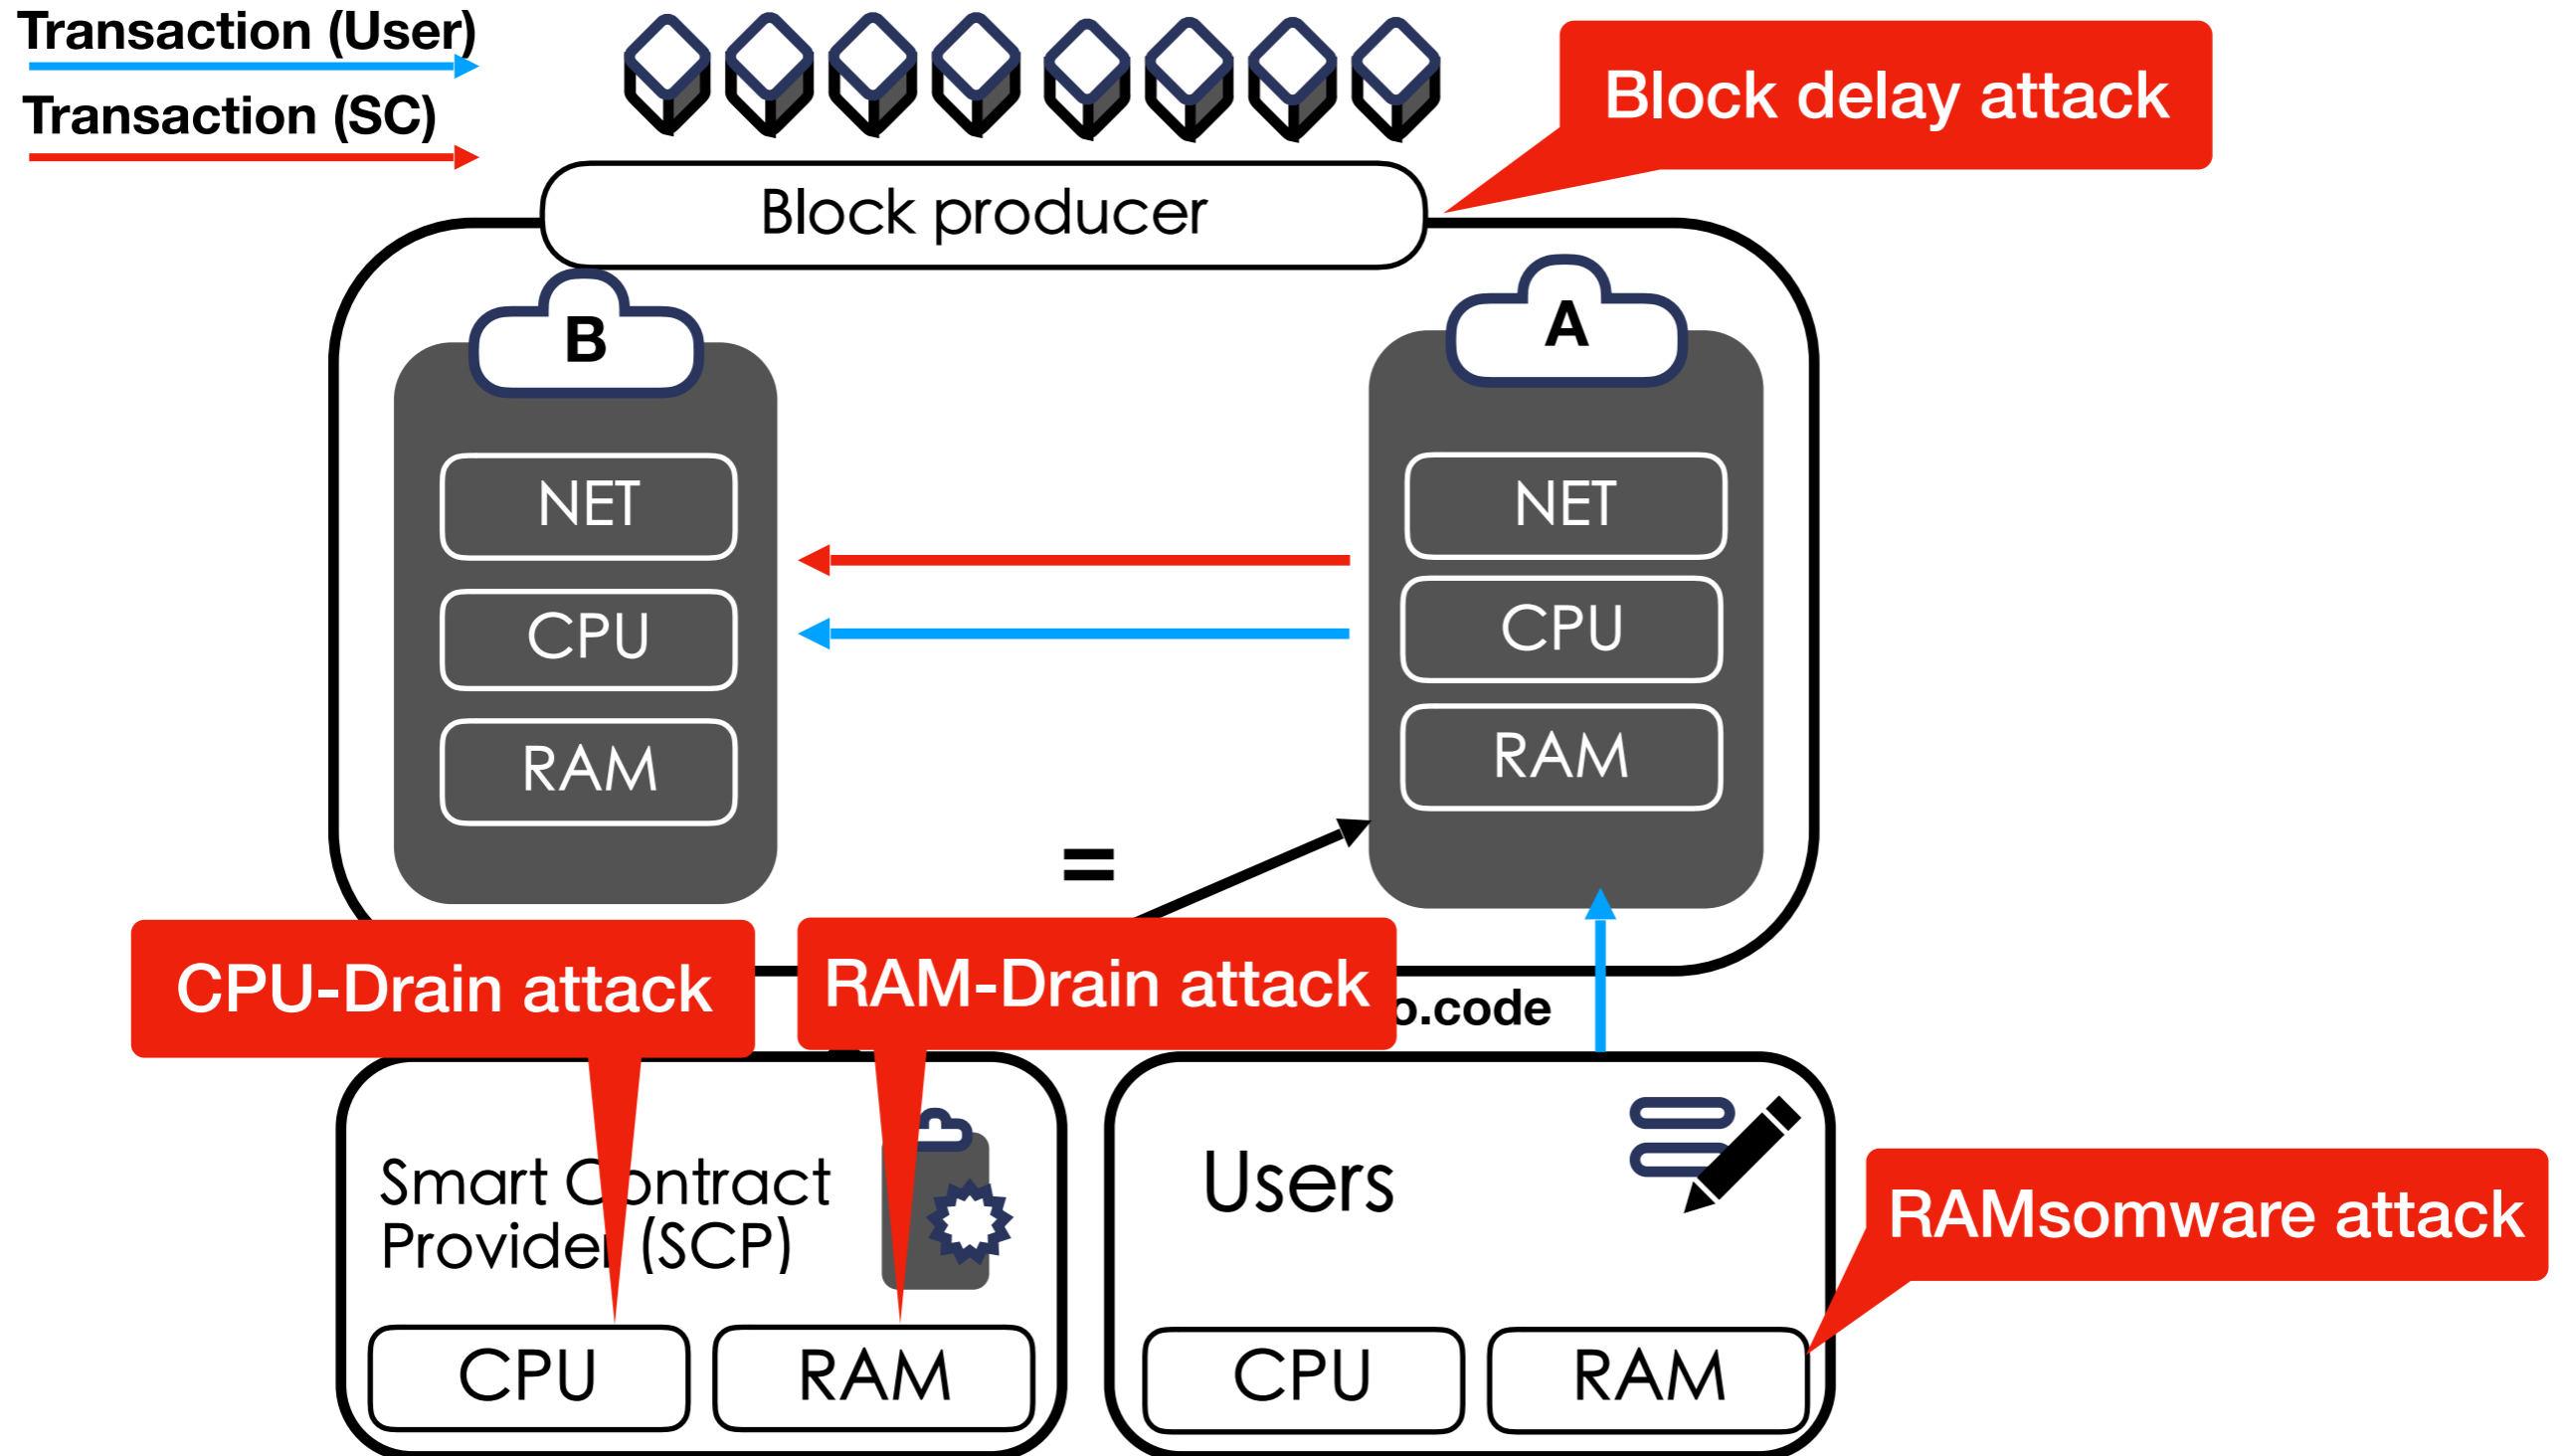 Transaction (User)
Transaction (SC)
Block delay attack
Block producer
B
A
NET
NET
CPU
CPU
RAM
RAM
=
CPU-Drain attack
RAM-Drain attack
o.code
Smart Contract
Provider (SCP)
Users
RAMsomware attack
CPU
RAM
CPU
RAM